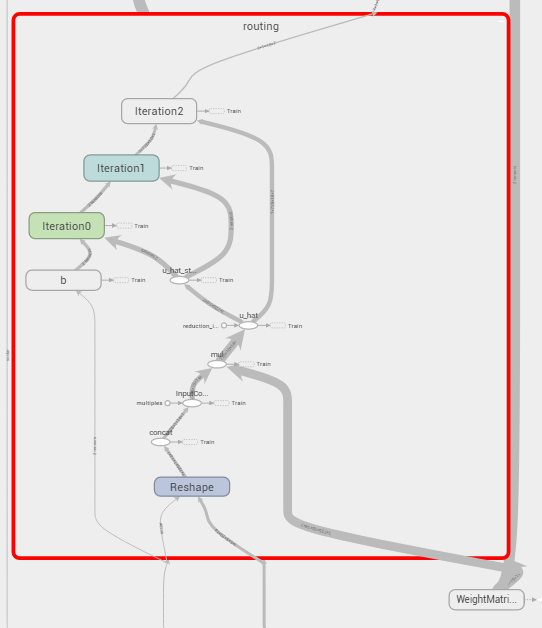 routing
Iteration2
Train
Iteration1
Train
Iteration0
Train
u_hat_st...
b
Train
Train
u_hat
reduction_i...
Train
mul
Train
InputCo...
multiples
Train
concat
Train
Reshape
WeightMatri...